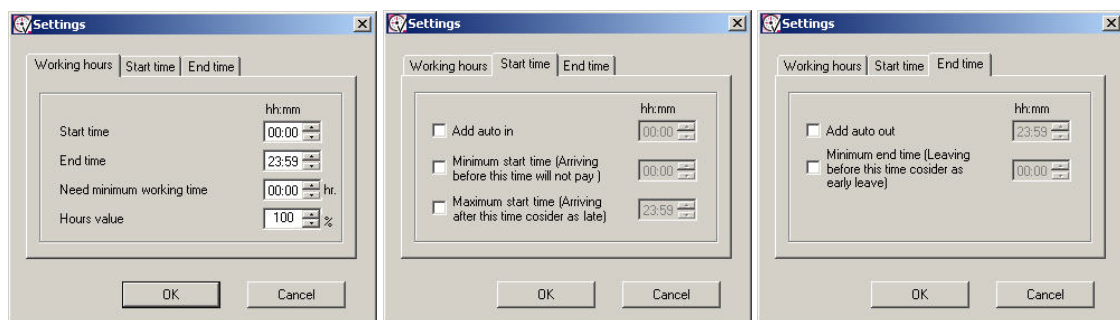 Settings
Working hours Start time End time
hh:mm
Start time 00:00
End time 23:59
Need minimum working time 00:00 hr.
Hours value 100 %
OK Cancel
Settings
Working hours Start time End time
hh:mm
Add auto in 00:00
Minimum start time (Arriving
before this time will not pay ) 00:00
Maximum start time (Arriving
after this time cosider as late) 23:59
OK Cancel
Settings
Working hours Start time End time
hh:mm
Add auto out 23:59
Minimum end time (Leaving
before this time cosider as 00:00
early leave)
OK Cancel